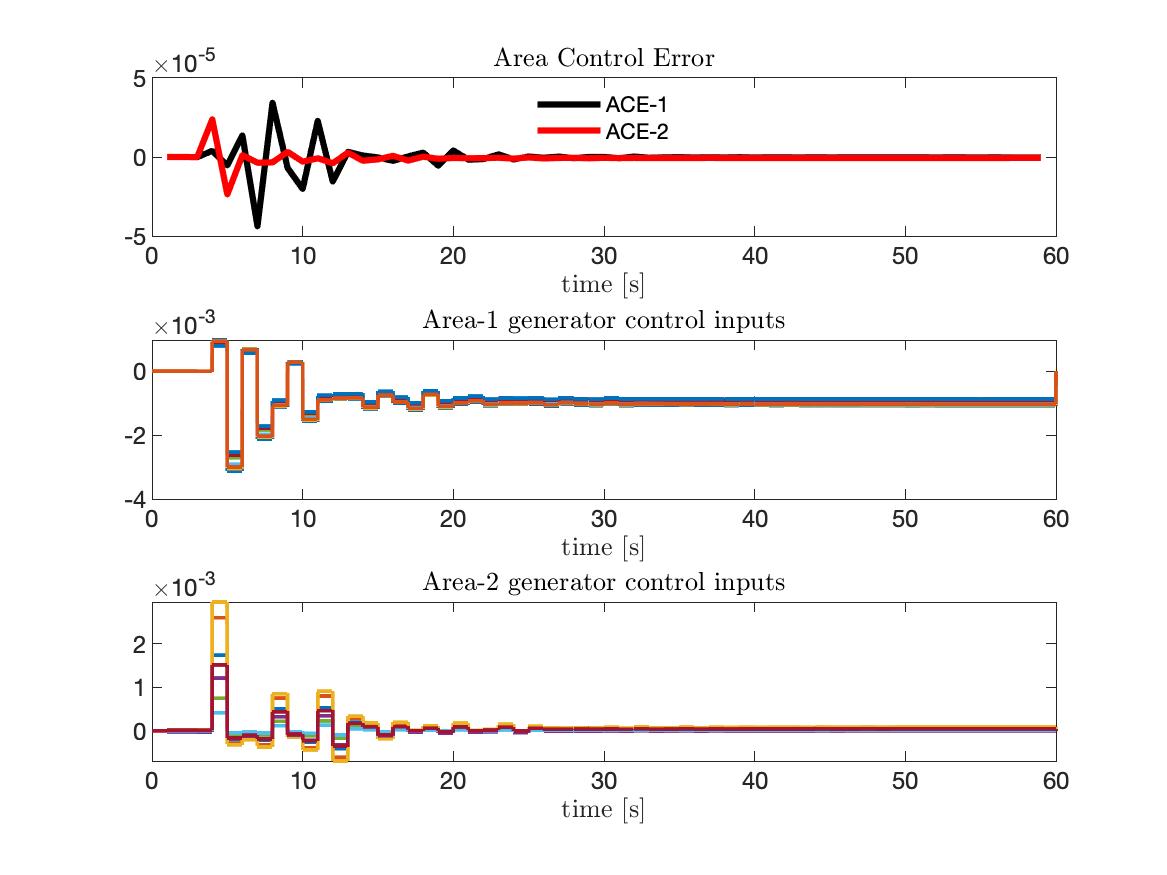 Area Control Error
×10⁻⁵
5
0
-5
ACE-1
ACE-2
0 10 20 30 40 50 60
time [s]
Area-1 generator control inputs
×10⁻³
0
-2
-4
0 10 20 30 40 50 60
time [s]
Area-2 generator control inputs
×10⁻³
2
1
0
0 10 20 30 40 50 60
time [s]